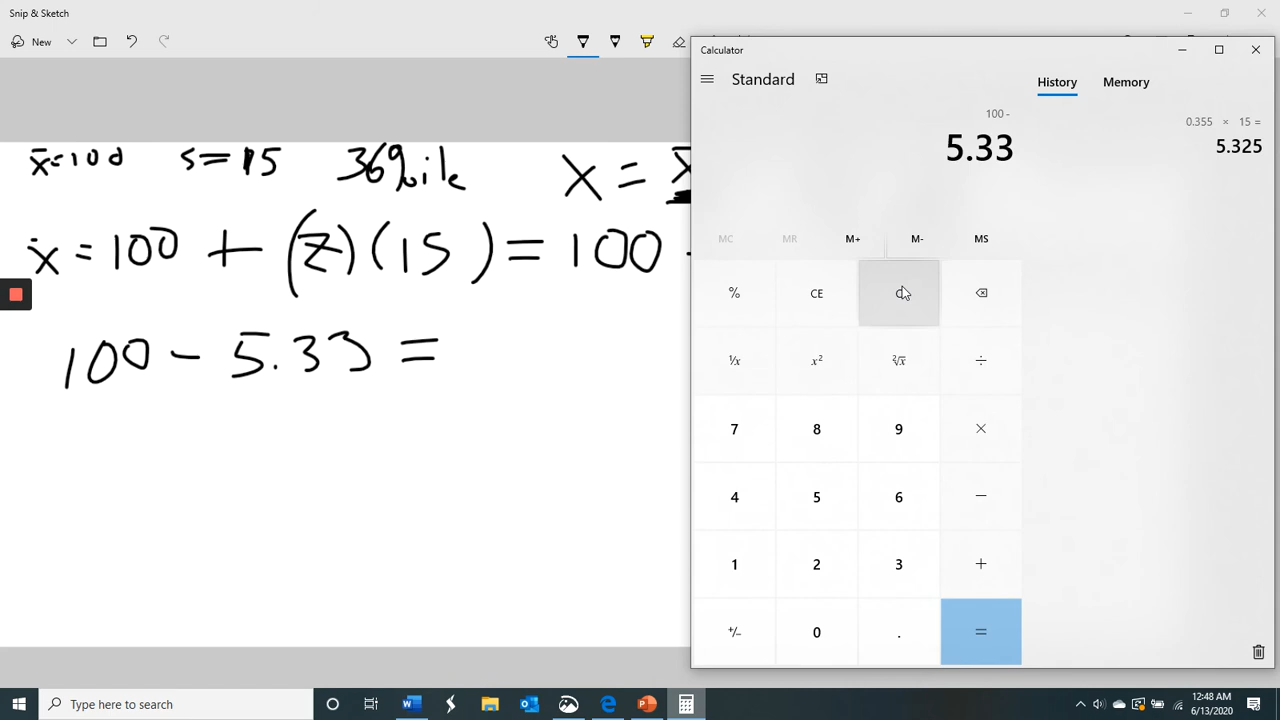 Snip & Sketch
New
x̄=100 s=15 36%ile x = x̄
x = 100 + (z)(15) = 100 -
100 - 5.33 =
Calculator
Standard
History Memory
100 -
5.33
0.355 × 15 =
5.325
MC MR M+ M- MS
% CE C
⅟x x² ²√x ÷
7 8 9 ×
4 5 6 −
1 2 3 +
+/− 0 . =
Type here to search
12:48 AM
6/13/2020